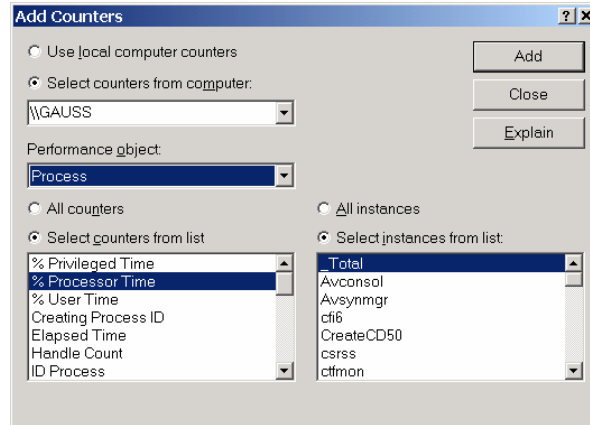 Add Counters
Use local computer counters
Select counters from computer:
\\GAUSS
Performance object:
Process
All counters
Select counters from list
% Privileged Time
% Processor Time
% User Time
Creating Process ID
Elapsed Time
Handle Count
ID Process
All instances
Select instances from list:
_Total
Avconsol
Avsynmgr
cfi6
CreateCD50
csrss
ctfmon
Add
Close
Explain